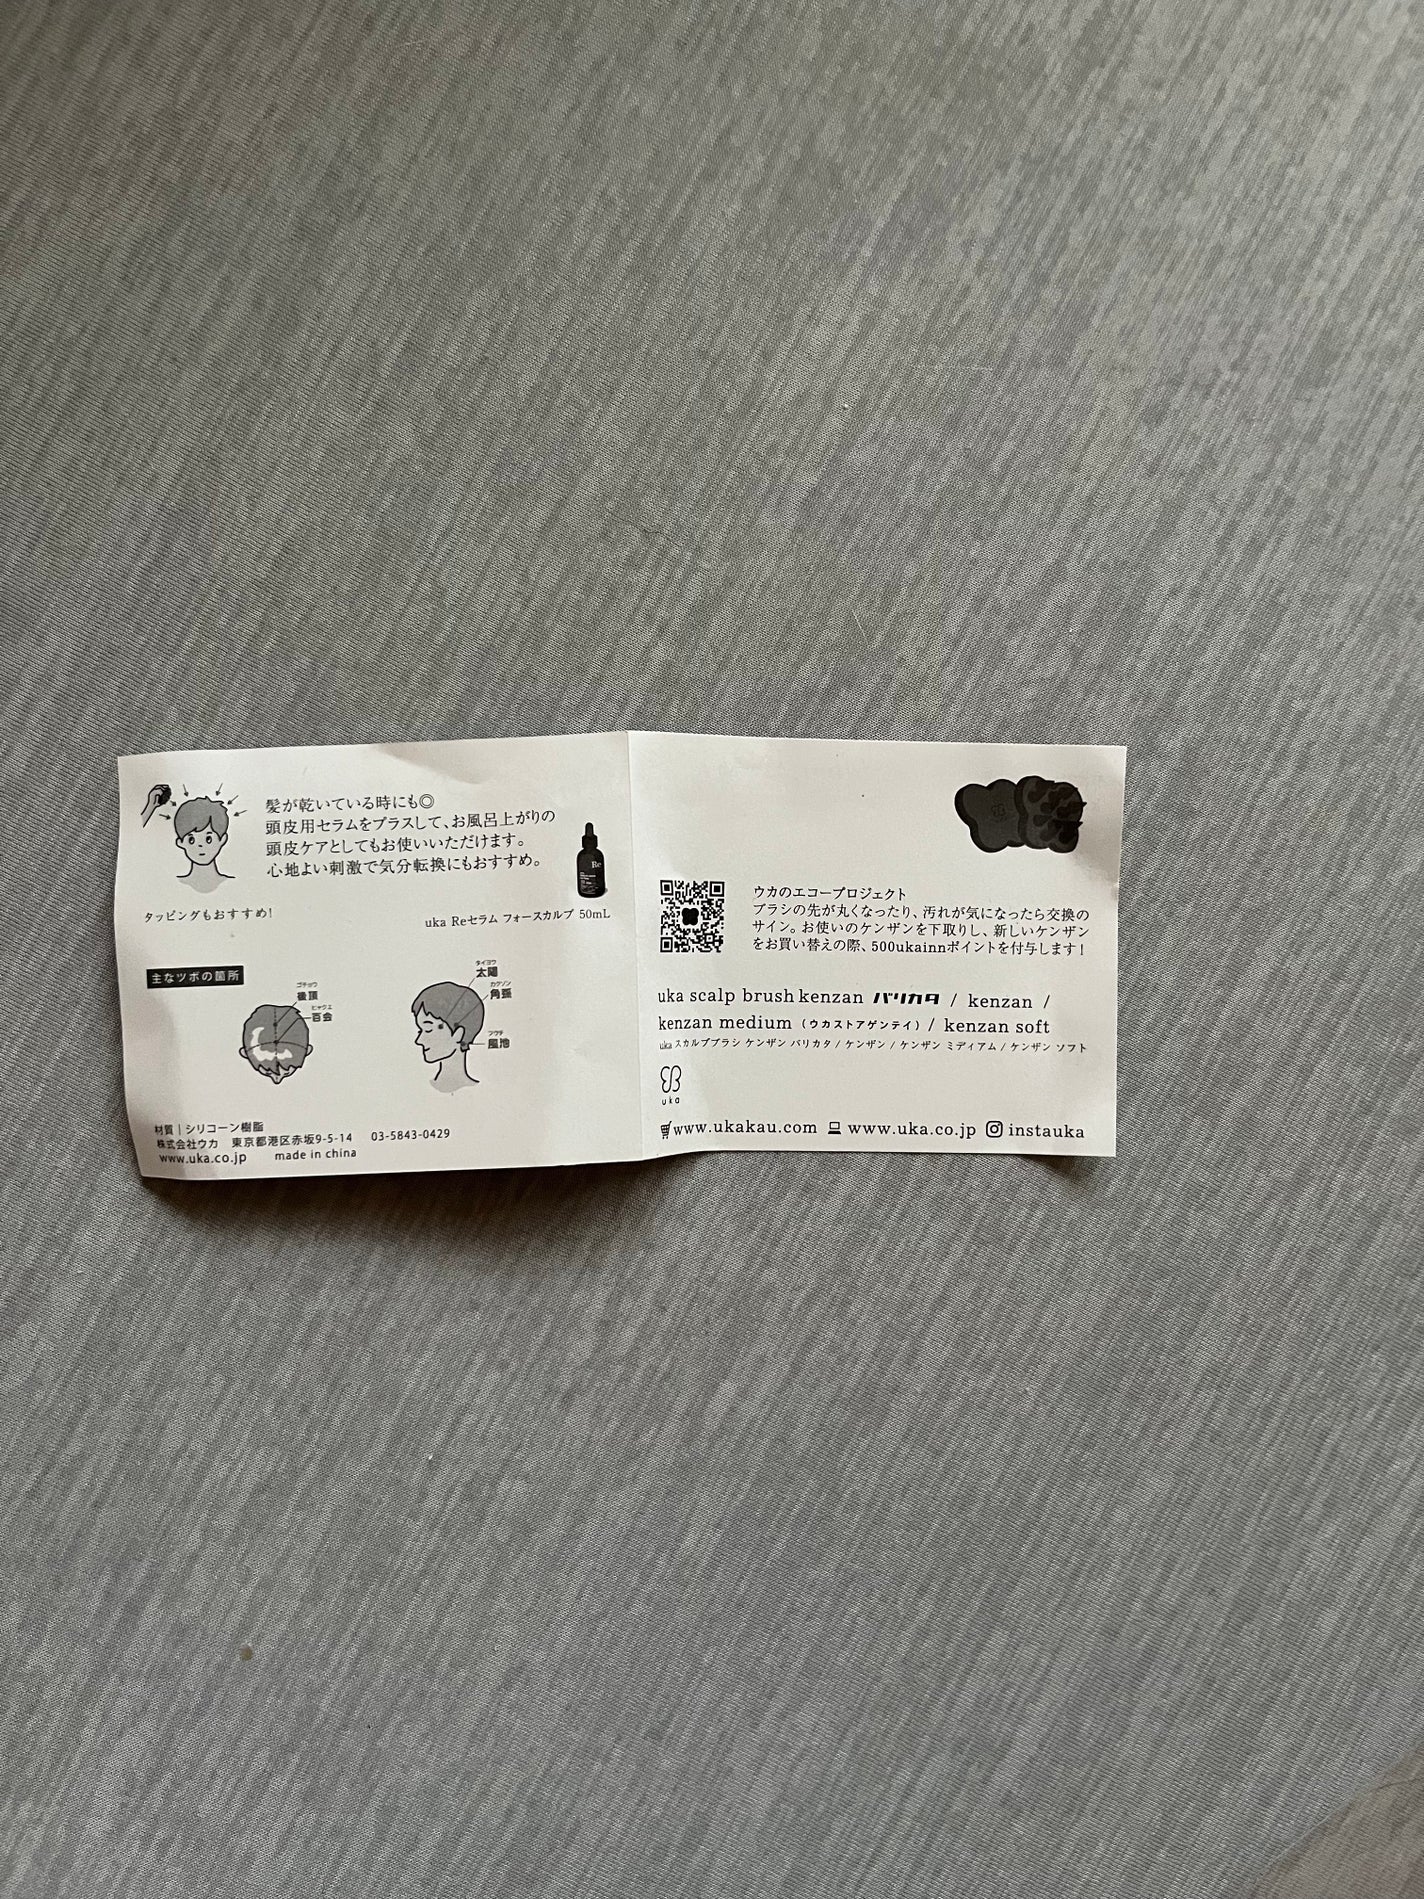 髪が乾いている時にも◎
頭皮用セラムをプラスして、お風呂上がりの
頭皮ケアとしてもお使いいただけます。
心地よい刺激で気分転換にもおすすめ。
Re
タッピングもおすすめ!
uka Reセラム フォースカルプ 50mL
主なツボの箇所
ゴチョウ
後頂
ヒャクエ
百会
タイヨウ
太陽
カクソン
角孫
フウチ
風池
材質|シリコーン樹脂
株式会社ウカ 東京都港区赤坂9-5-14 03-5843-0429
www.uka.co.jp made in china
ウカのエコープロジェクト
ブラシの先が丸くなったり、汚れが気になったら交換の
サイン。お使いのケンザンを下取りし、新しいケンザン
をお買い替えの際、500ukainnポイントを付与します!
uka scalp brush kenzan バリカタ / kenzan /
kenzan medium (ウカストアゲンテイ) / kenzan soft
uka スカルプブラシ ケンザン バリカタ / ケンザン / ケンザン ミディアム / ケンザン ソフト
uka
www.ukakau.com www.uka.co.jp instauka